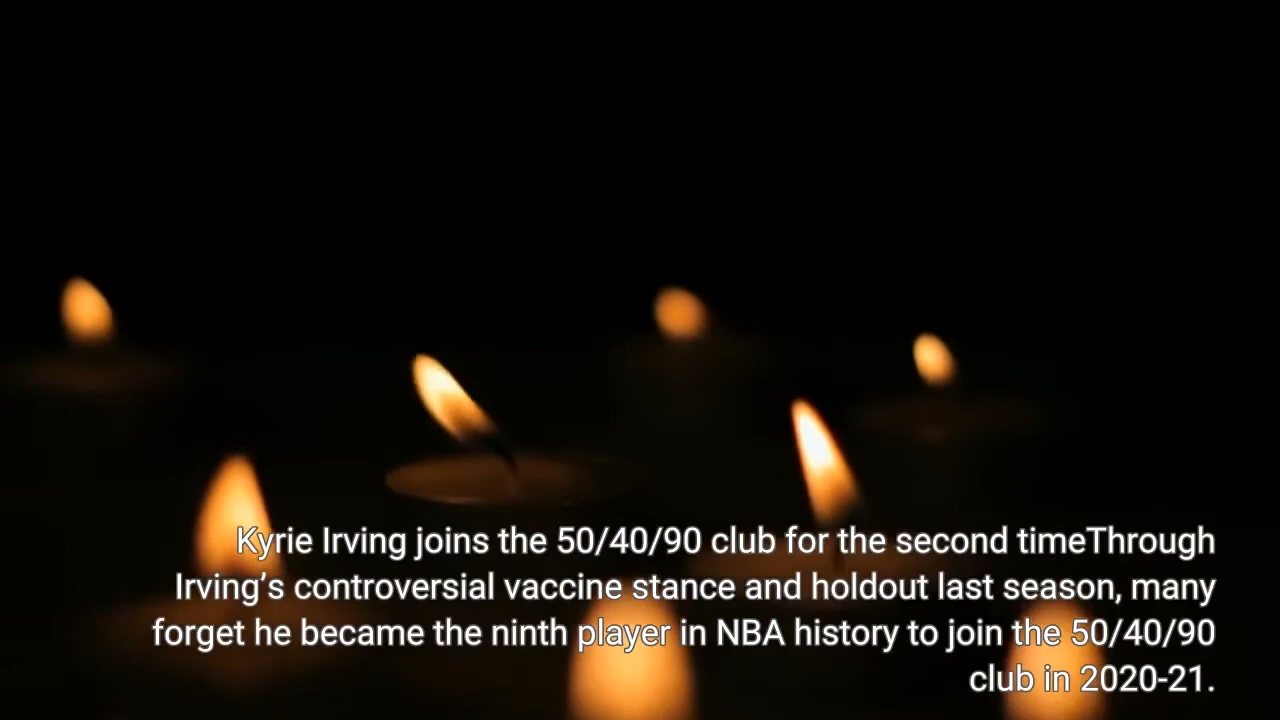 Kyrie Irving joins the 50/40/90 club for the second timeThrough
Irving’s controversial vaccine stance and holdout last season, many
forget he became the ninth player in NBA history to join the 50/40/90
club in 2020-21.